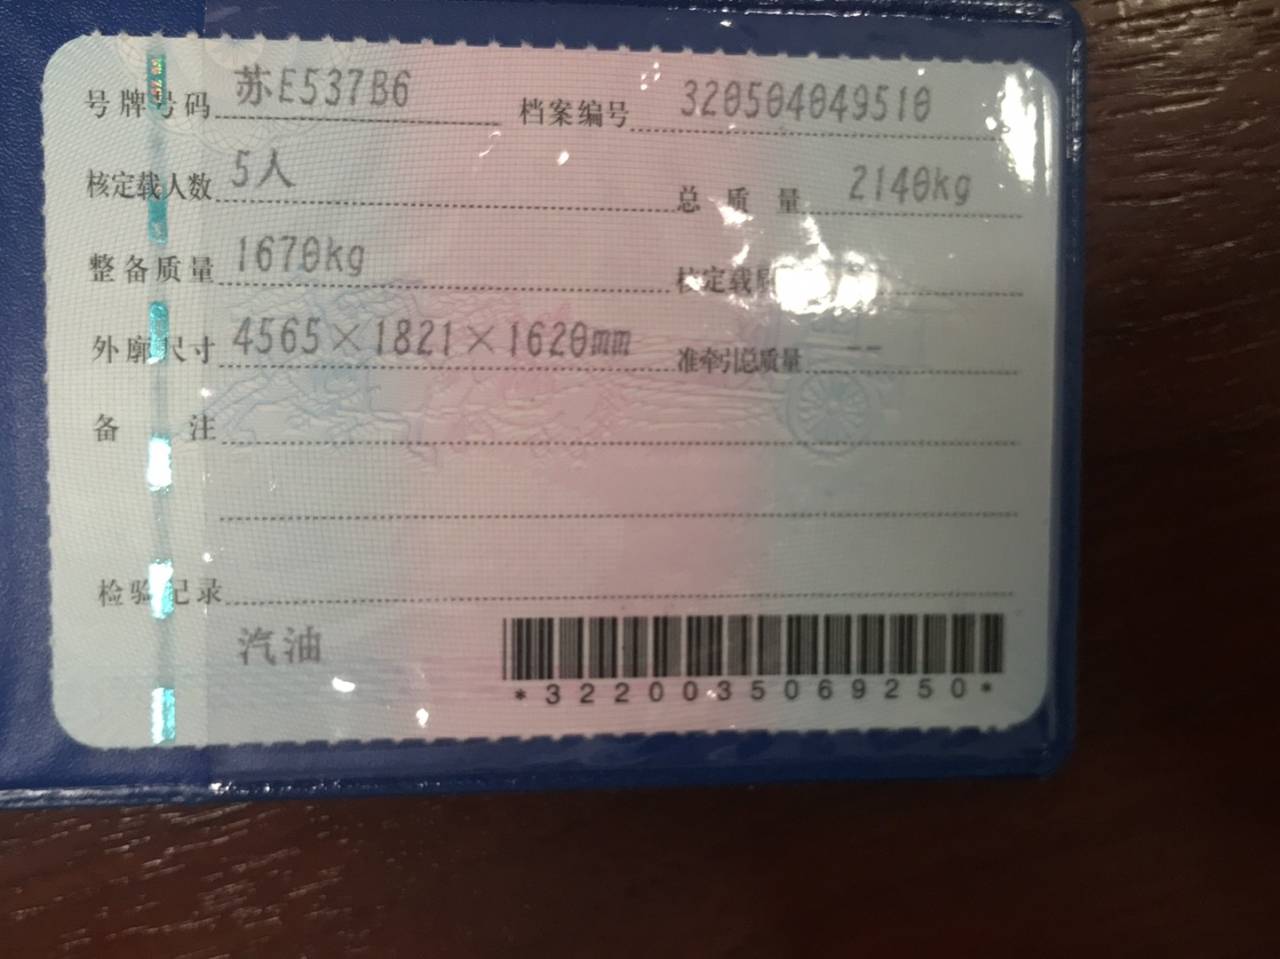 号牌号码 苏E537B6 档案编号 320504049510
核定载人数 5人 总质量 2140kg
整备质量 1670kg 核定载质
外廓尺寸 4565×1821×1620mm 准牵引总质量 --
备注
检验记录
汽油
*3220035069250*